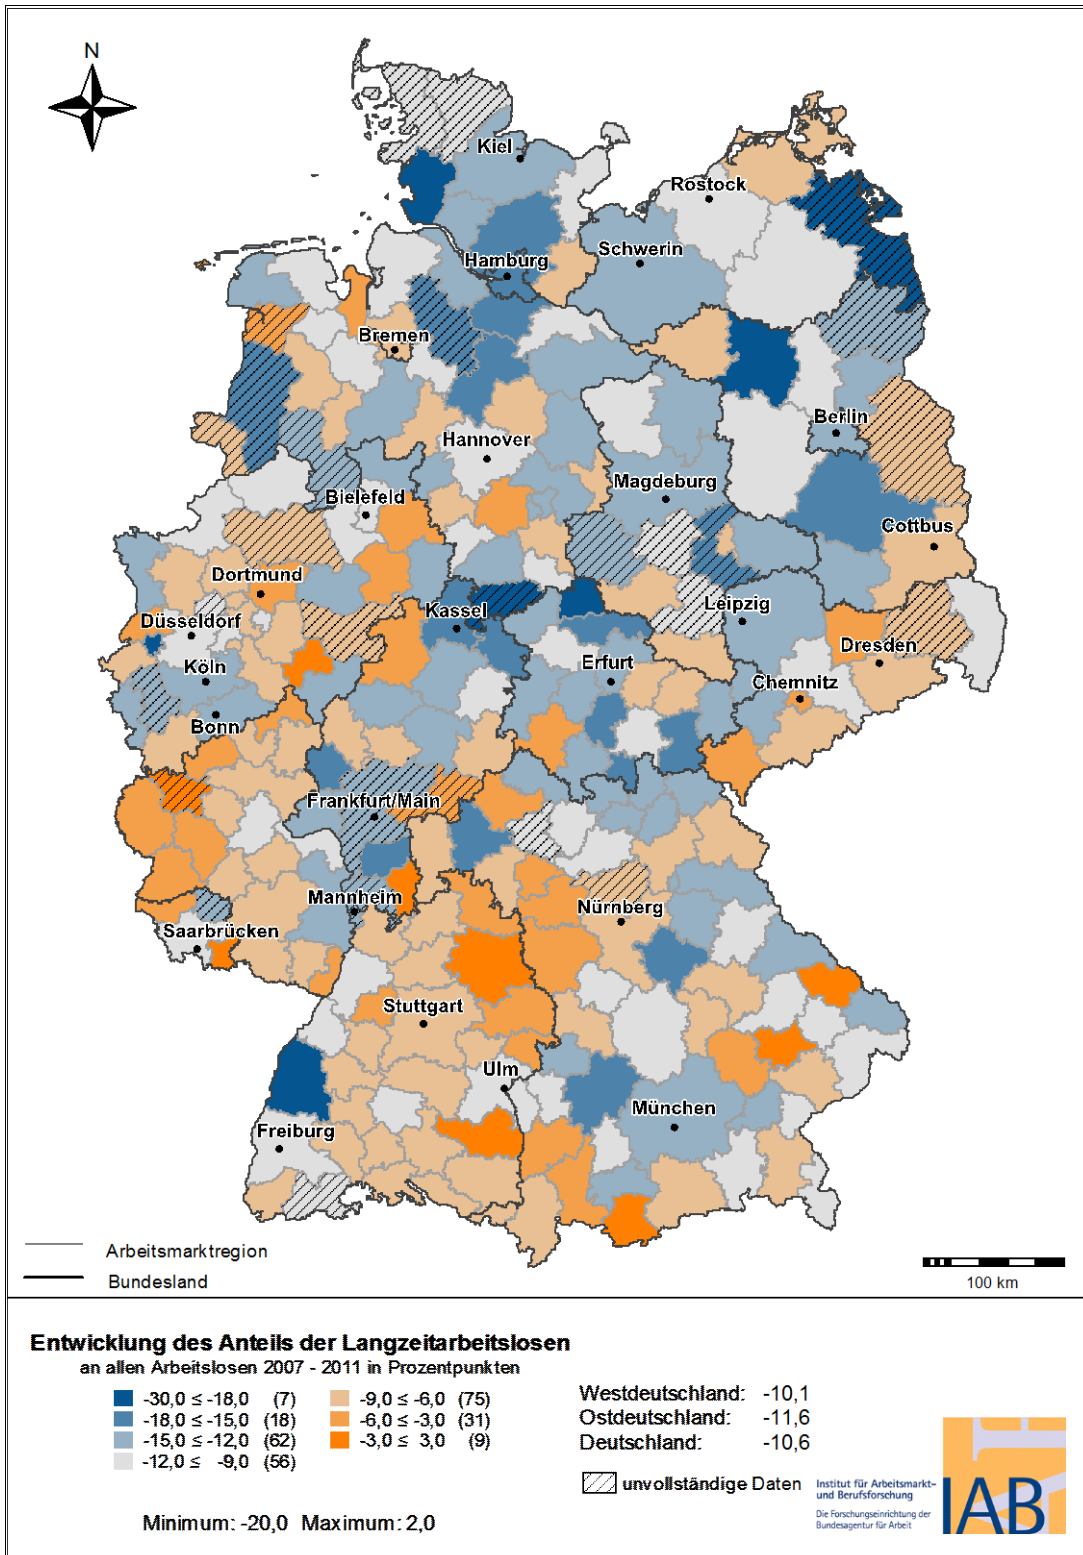 N
Kiel
Rostock
Schwerin
Hamburg
Bremen
Berlin
Hannover
Magdeburg
Bielefeld
Cottbus
Dortmund
Kassel
Leipzig
Düsseldorf
Dresden
Köln
Erfurt
Chemnitz
Bonn
Frankfurt/Main
Mannheim
Nürnberg
Saarbrücken
Stuttgart
Ulm
München
Freiburg
Arbeitsmarktregion
Bundesland
100 km
Entwicklung des Anteils der Langzeitarbeitslosen
an allen Arbeitslosen 2007 - 2011 in Prozentpunkten
-30,0 ≤ -18,0 (7)
-18,0 ≤ -15,0 (18)
-15,0 ≤ -12,0 (62)
-12,0 ≤ -9,0 (56)
-9,0 ≤ -6,0 (75)
-6,0 ≤ -3,0 (31)
-3,0 ≤ 3,0 (9)
Minimum: -20,0 Maximum: 2,0
Westdeutschland: -10,1
Ostdeutschland: -11,6
Deutschland: -10,6
unvollständige Daten
Institut für Arbeitsmarkt-
und Berufsforschung
Die Forschungseinrichtung der
Bundesagentur für Arbeit
IAB